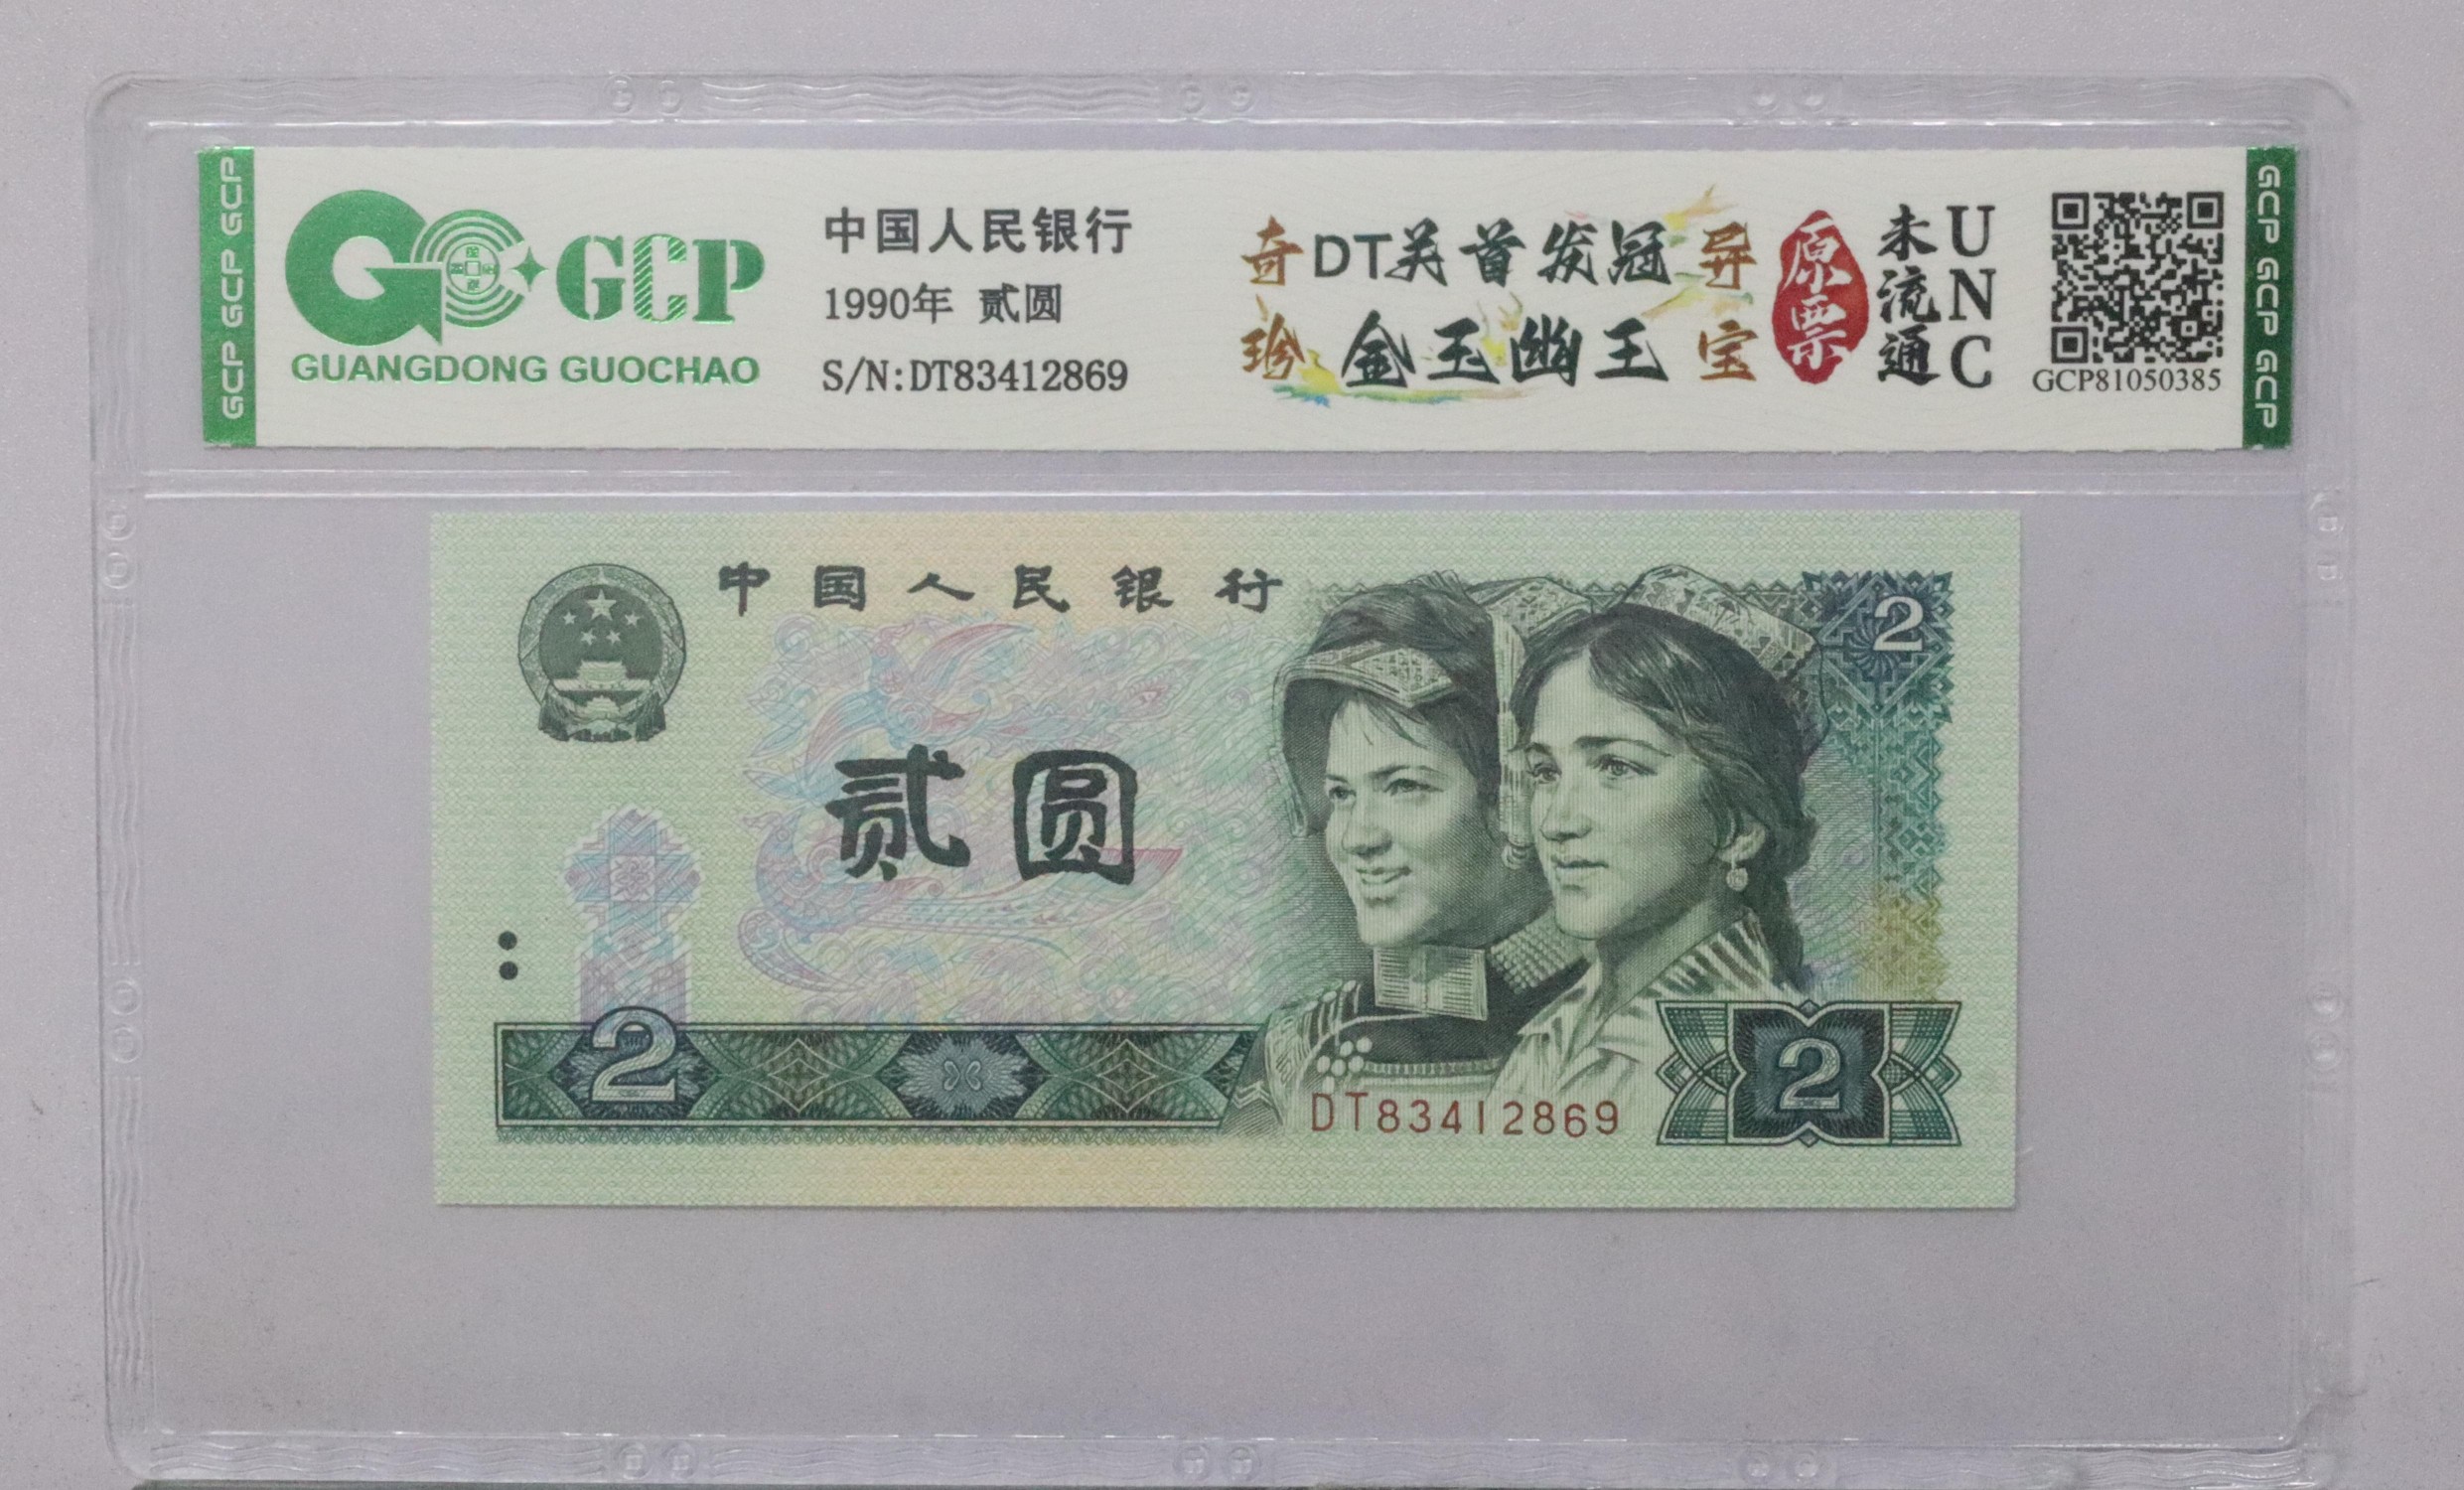 GCP GCP GCP
GCP
GUANGDONG GUOCHAO
中国人民银行
1990年 贰圆
S/N:DT83412869
奇珍
DT关首发冠
金玉幽王
异宝
原票
未流通
UNC
GCP81050385
GCP GCP GCP
中国人民银行
2
贰圆
2
DT83412869
2